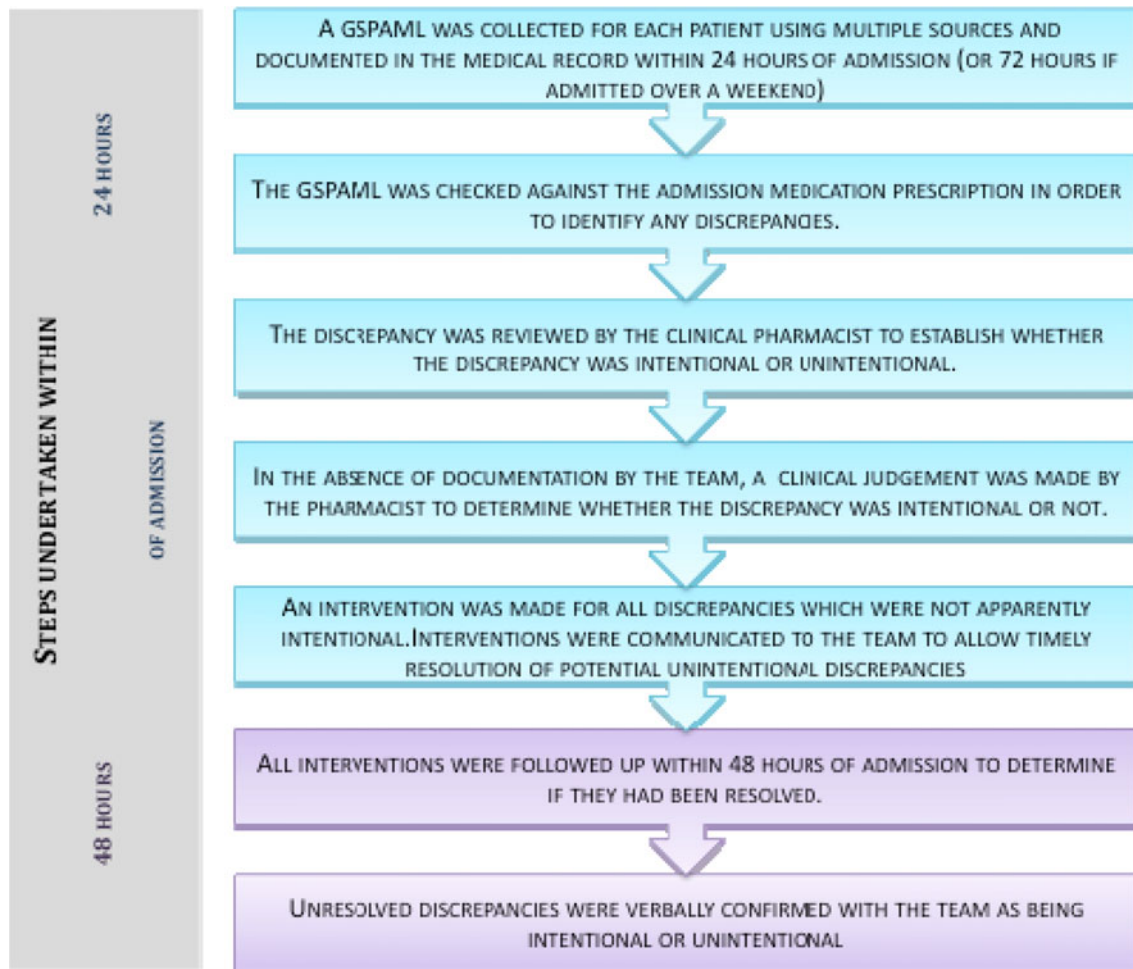 A GSPAML WAS COLLECTED FOR EACH PATIENT USING MULTIPLE SOURCES AND
DOCUMENTED IN THE MEDICAL RECORD WITHIN 24 HOURS OF ADMISSION (OR 72 HOURS IF
ADMITTED OVER A WEEKEND)
THE GSPAML WAS CHECKED AGAINST THE ADMISSION MEDICATION PRESCRIPTION IN ORDER
TO IDENTIFY ANY DISCREPANCIES.
THE DISCREPANCY WAS REVIEWED BY THE CLINICAL PHARMACIST TO ESTABLISH WHETHER
THE DISCREPANCY WAS INTENTIONAL OR UNINTENTIONAL.
IN THE ABSENCE OF DOCUMENTATION BY THE TEAM, A CLINICAL JUDGEMENT WAS MADE BY
THE PHARMACIST TO DETERMINE WHETHER THE DISCREPANCY WAS INTENTIONAL OR NOT.
AN INTERVENTION WAS MADE FOR ALL DISCREPANCIES WHICH WERE NOT APPARENTLY
INTENTIONAL.INTERVENTIONS WERE COMMUNICATED TO THE TEAM TO ALLOW TIMELY
RESOLUTION OF POTENTIAL UNINTENTIONAL DISCREPANCIES
ALL INTERVENTIONS WERE FOLLOWED UP WITHIN 48 HOURS OF ADMISSION TO DETERMINE
IF THEY HAD BEEN RESOLVED.
UNRESOLVED DISCREPANCIES WERE VERBALLY CONFIRMED WITH THE TEAM AS BEING
INTENTIONAL OR UNINTENTIONAL
STEPS UNDERTAKEN WITHIN
24 HOURS
48 HOURS
OF ADMISSION